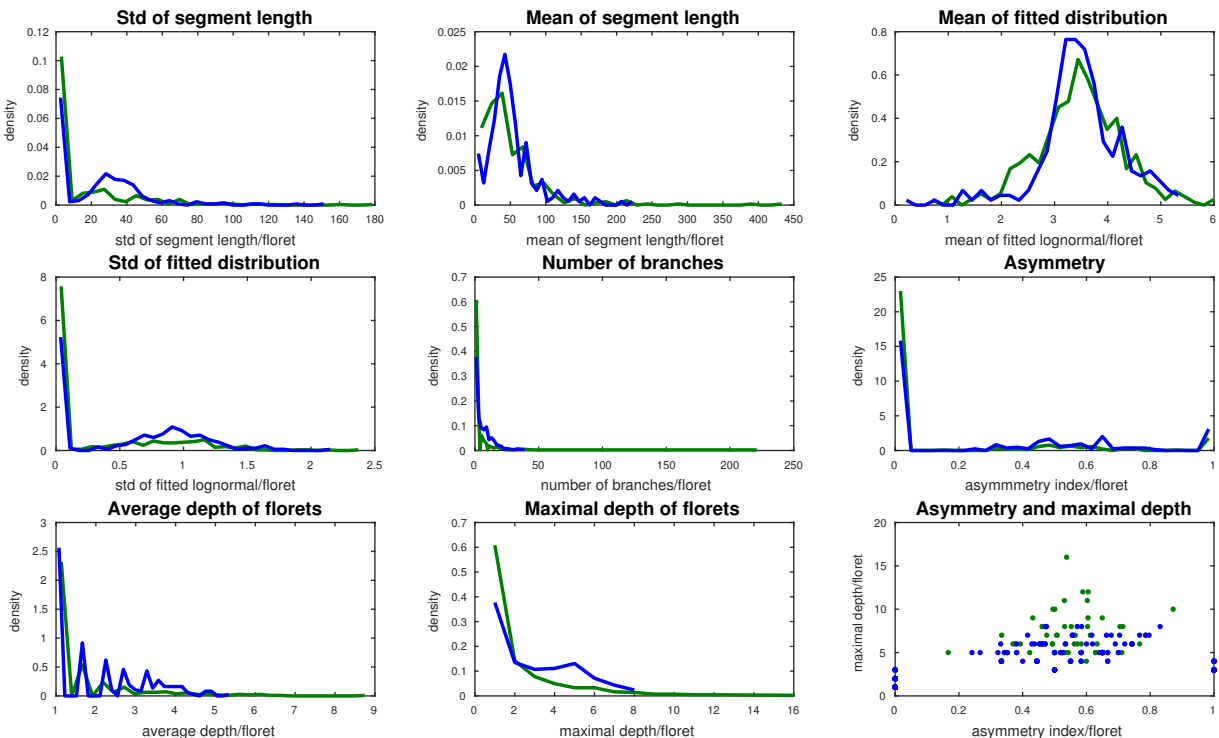 Std of segment length
0.12
0.1
0.08
0.06
0.04
0.02
0
density
0 20 40 60 80 100 120 140 160 180
std of segment length/floret
Mean of segment length
0.025
0.02
0.015
0.01
0.005
0
density
0 50 100 150 200 250 300 350 400 450
mean of segment length/floret
Mean of fitted distribution
0.8
0.6
0.4
0.2
0
density
0 1 2 3 4 5 6
mean of fitted lognormal/floret
Std of fitted distribution
8
6
4
2
0
density
0 0.5 1 1.5 2 2.5
std of fitted lognormal/floret
Number of branches
0.7
0.6
0.5
0.4
0.3
0.2
0.1
0
density
0 50 100 150 200 250
number of branches/floret
Asymmetry
25
20
15
10
5
0
density
0 0.2 0.4 0.6 0.8 1
asymmmetry index/floret
Average depth of florets
3
2.5
2
1.5
1
0.5
0
density
1 2 3 4 5 6 7 8 9
average depth/floret
Maximal depth of florets
0.7
0.6
0.5
0.4
0.3
0.2
0.1
0
density
0 2 4 6 8 10 12 14 16
maximal depth/floret
Asymmetry and maximal depth
20
15
10
5
0
maximal depth/floret
0 0.2 0.4 0.6 0.8 1
asymmetry index/floret